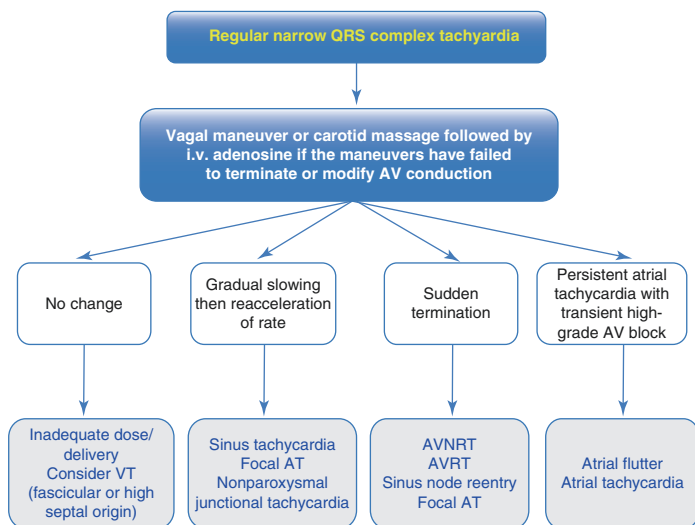 Regular narrow QRS complex tachyardia
Vagal maneuver or carotid massage followed by
i.v. adenosine if the maneuvers have failed
to terminate or modify AV conduction
No change
Gradual slowing
then reacceleration
of rate
Sudden
termination
Persistent atrial
tachycardia with
transient high-
grade AV block
Inadequate dose/
delivery
Consider VT
(fascicular or high
septal origin)
Sinus tachycardia
Focal AT
Nonparoxysmal
junctional tachycardia
AVNRT
AVRT
Sinus node reentry
Focal AT
Atrial flutter
Atrial tachycardia